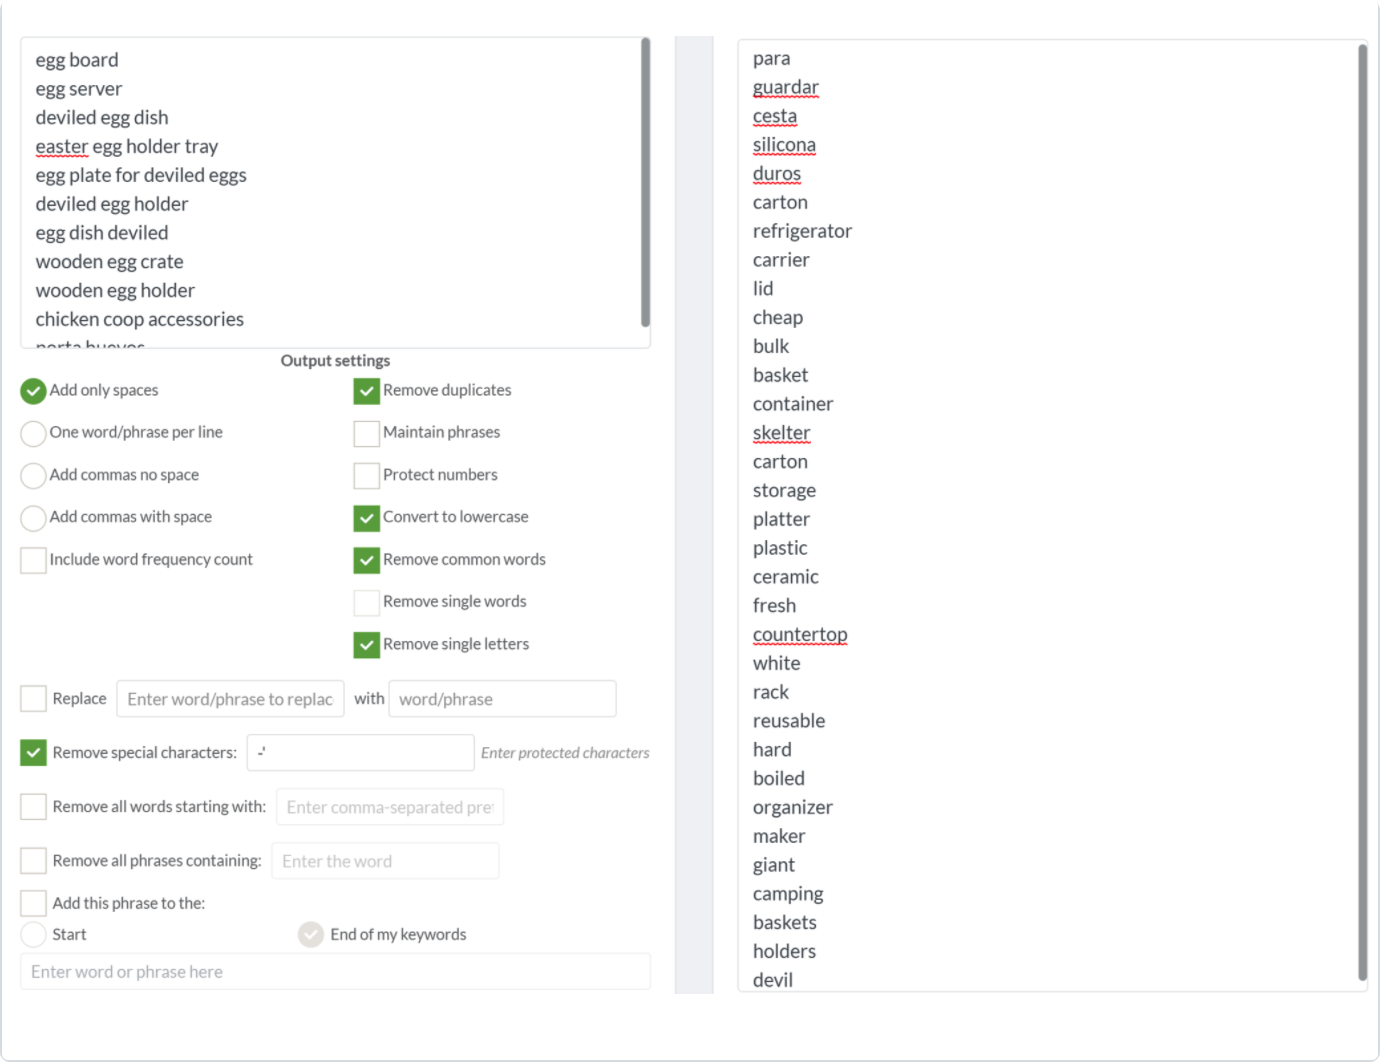 egg board
egg server
deviled egg dish
easter egg holder tray
egg plate for deviled eggs
deviled egg holder
egg dish deviled
wooden egg crate
wooden egg holder
chicken coop accessories
porta huevos
Output settings
Add only spaces
Remove duplicates
One word/phrase per line
Maintain phrases
Add commas no space
Protect numbers
Add commas with space
Convert to lowercase
Include word frequency count
Remove common words
Remove single words
Remove single letters
Replace Enter word/phrase to replac with word/phrase
Remove special characters: -' Enter protected characters
Remove all words starting with: Enter comma-separated pre
Remove all phrases containing: Enter the word
Add this phrase to the:
Start
End of my keywords
Enter word or phrase here
para
guardar
cesta
silicona
duros
carton
refrigerator
carrier
lid
cheap
bulk
basket
container
skelter
carton
storage
platter
plastic
ceramic
fresh
countertop
white
rack
reusable
hard
boiled
organizer
maker
giant
camping
baskets
holders
devil